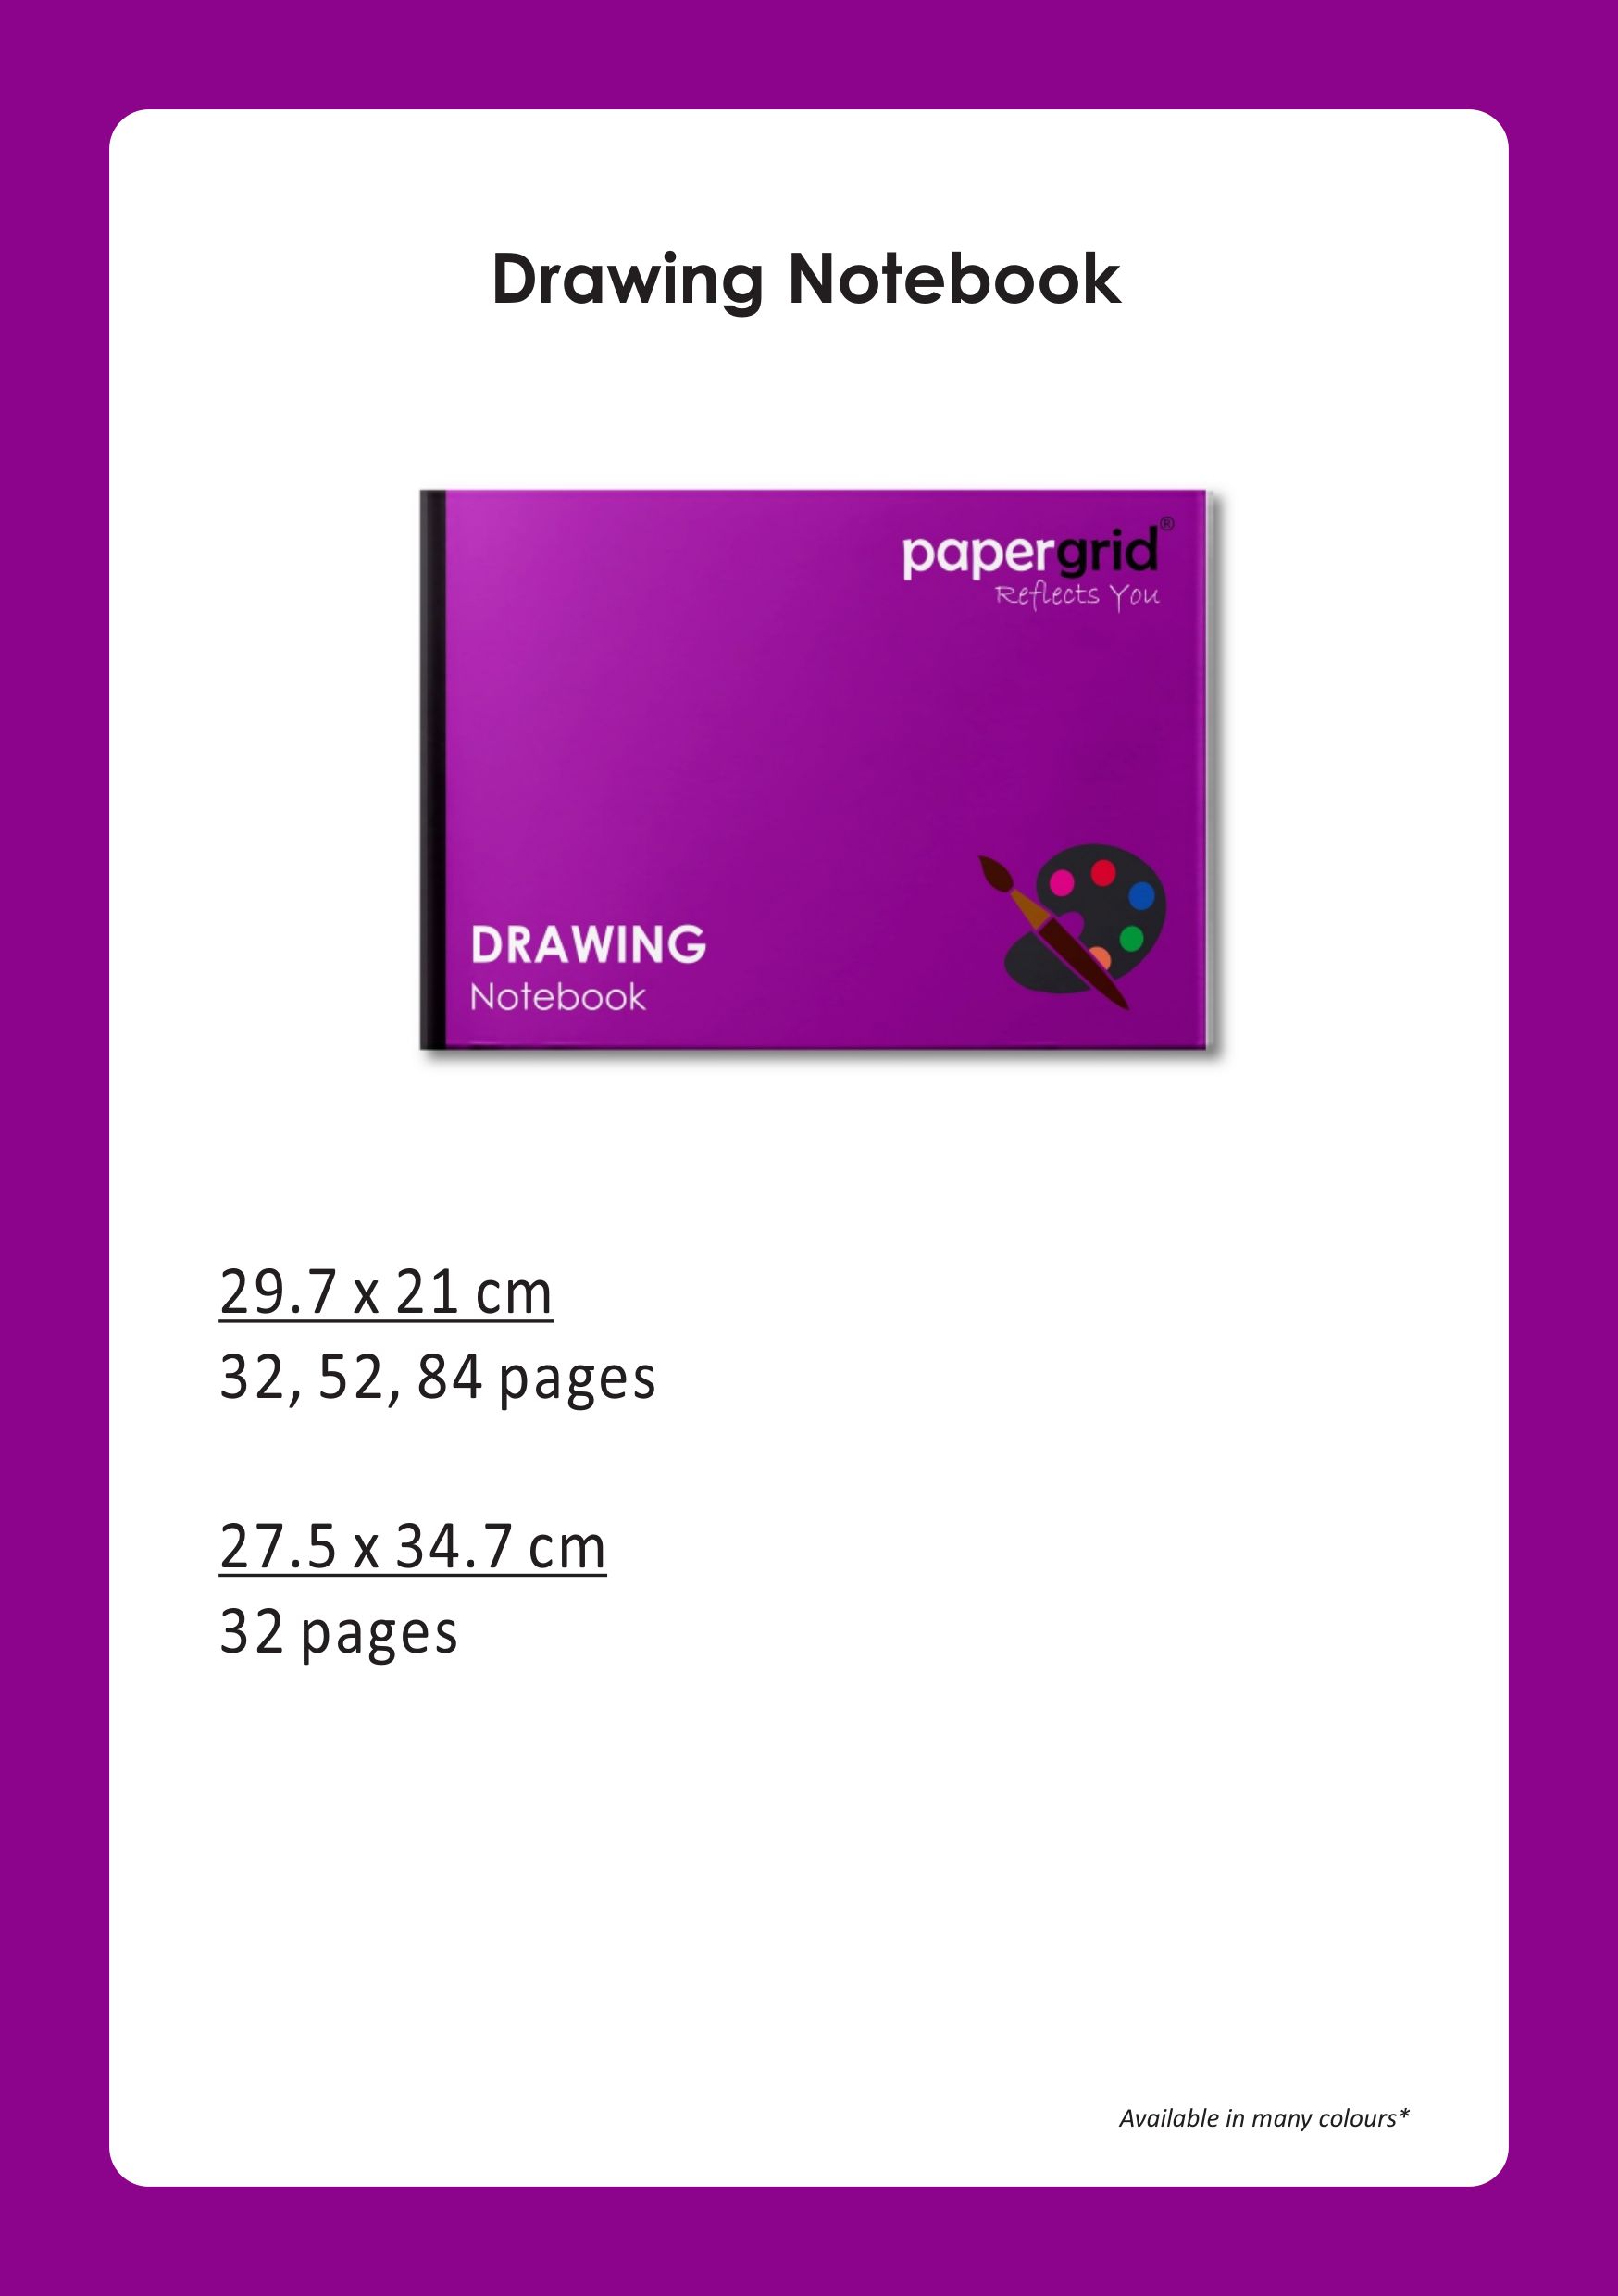 Drawing Notebook
papergrid®
Reflects You
DRAWING
Notebook
29.7 x 21 cm
32, 52, 84 pages
27.5 x 34.7 cm
32 pages
Available in many colours*